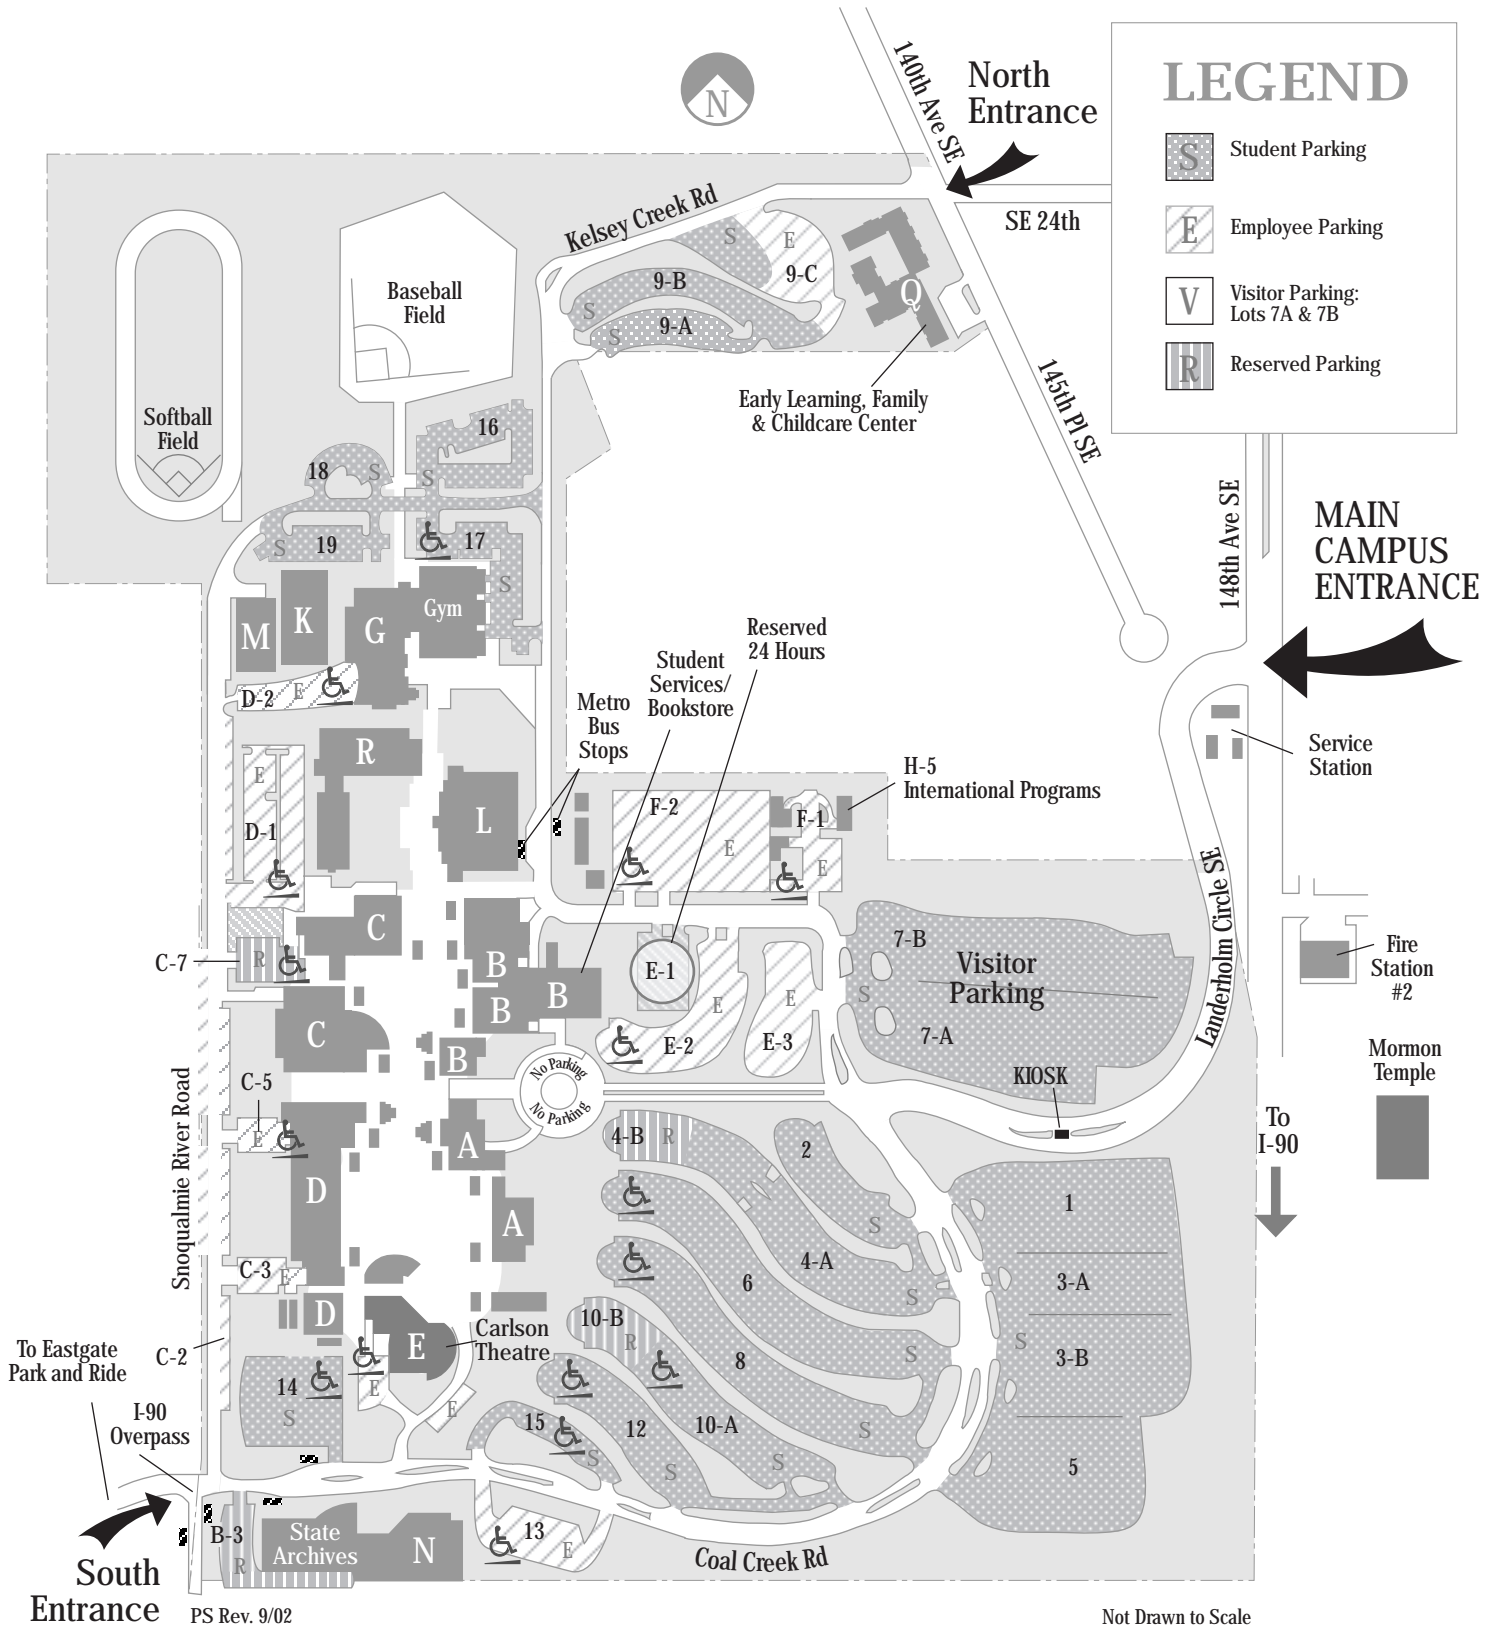 N
140th Ave SE
North
Entrance
SE 24th
LEGEND
S
Student Parking
E
Employee Parking
V
Visitor Parking:
Lots 7A & 7B
R
Reserved Parking
Kelsey Creek Rd
S
E
9-C
9-B
S
9-A
S
Q
Early Learning, Family
& Childcare Center
145th Pl SE
148th Ave SE
MAIN
CAMPUS
ENTRANCE
Baseball
Field
Softball
Field
16
18
S
S
19
S
17
S
M
K
G
Gym
D-2
E
R
E
D-1
L
Metro
Bus
Stops
Student
Services/
Bookstore
Reserved
24 Hours
H-5
International Programs
F-2
E
F-1
E
Service
Station
Landerholm Circle SE
Fire
Station
#2
Mormon
Temple
To
I-90
C-7
R
C
B
B
B
B
E-1
E
E-2
E
E-3
7-B
Visitor
Parking
S
7-A
KIOSK
C
C-5
E
No Parking
No Parking
A
A
D
Snoqualmie River Road
C-3
E
D
C-2
E
Carlson
Theatre
E
E
14
S
4-B
R
2
S
4-A
S
6
S
10-B
R
8
S
10-A
S
12
S
15
S
1
3-A
S
3-B
5
To Eastgate
Park and Ride
I-90
Overpass
South
Entrance
B-3
R
State
Archives
N
13
E
Coal Creek Rd
PS Rev. 9/02
Not Drawn to Scale